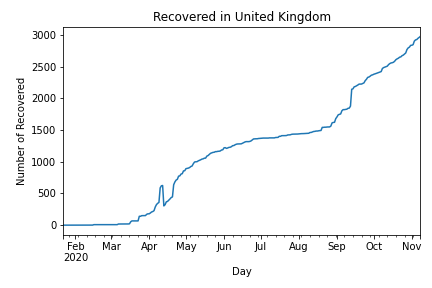 Recovered in United Kingdom
Number of Recovered
3000
2500
2000
1500
1000
500
0
Feb Mar Apr May Jun Jul Aug Sep Oct Nov
2020
Day